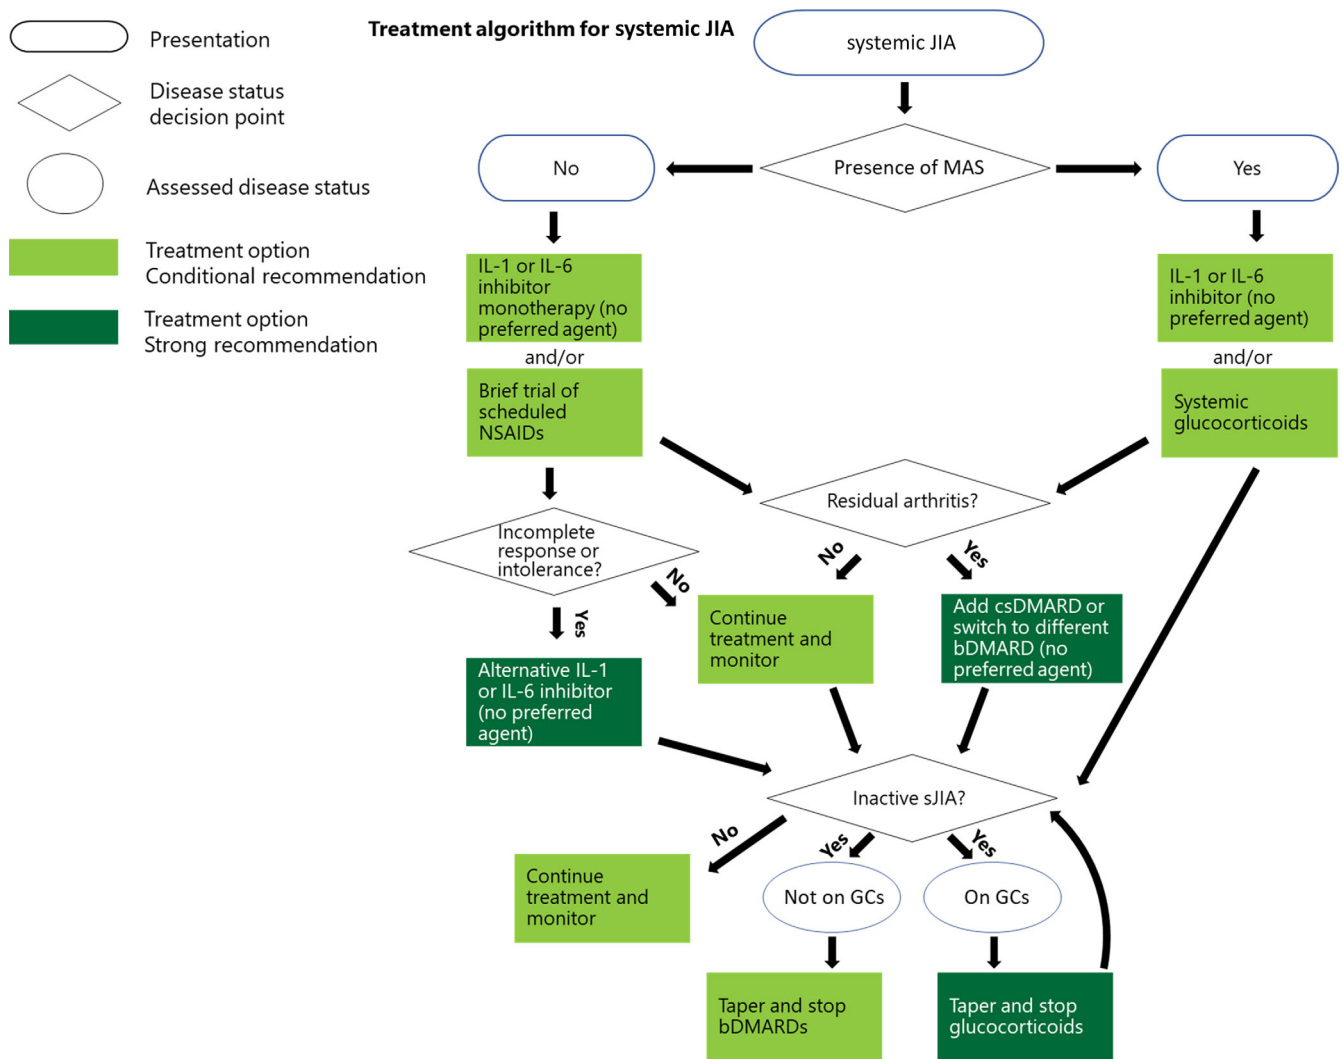 Treatment algorithm for systemic JIA
Presentation
Disease status
decision point
Assessed disease status
Treatment option
Conditional recommendation
Treatment option
Strong recommendation
systemic JIA
Presence of MAS
No
Yes
IL-1 or IL-6
inhibitor
monotherapy (no
preferred agent)
and/or
Brief trial of
scheduled
NSAIDs
IL-1 or IL-6
inhibitor (no
preferred agent)
and/or
Systemic
glucocorticoids
Incomplete
response or
intolerance?
No
Yes
Residual arthritis?
No
Yes
Continue
treatment and
monitor
Add csDMARD or
switch to different
bDMARD (no
preferred agent)
Alternative IL-1
or IL-6 inhibitor
(no preferred
agent)
Inactive sJIA?
No
Yes
Yes
Continue
treatment and
monitor
Not on GCs
On GCs
Taper and stop
bDMARDs
Taper and stop
glucocorticoids